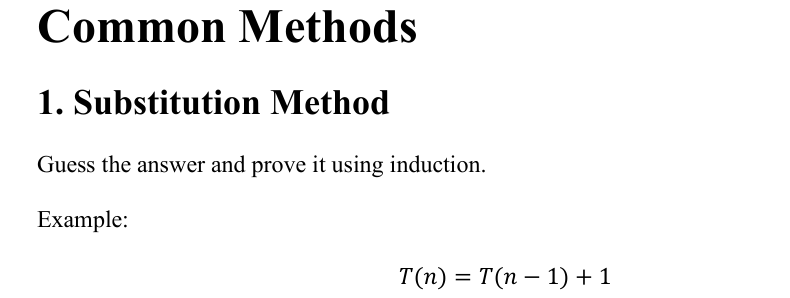 Common Methods
1. Substitution Method
Guess the answer and prove it using induction.
Example:
T(n) = T(n − 1) + 1